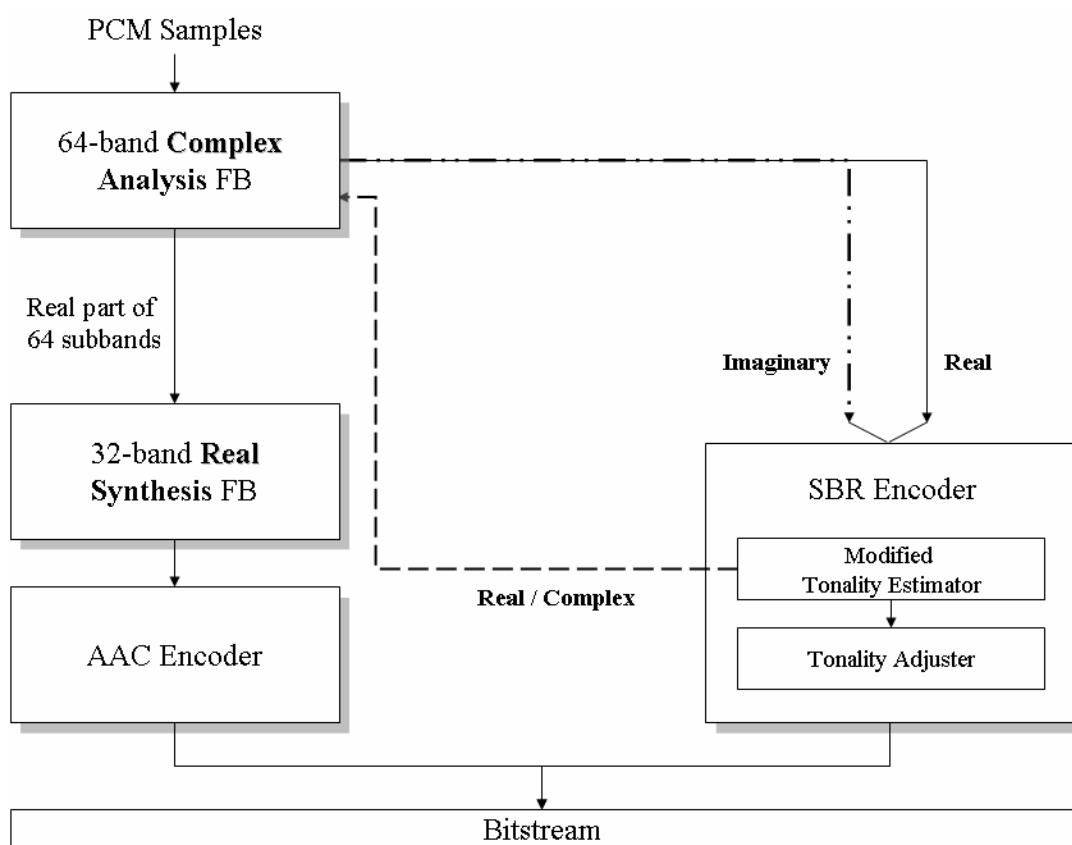 PCM Samples
64-band Complex
Analysis FB
Real part of
64 subbands
Imaginary
Real
32-band Real
Synthesis FB
SBR Encoder
Modified
Tonality Estimator
Real / Complex
AAC Encoder
Tonality Adjuster
Bitstream